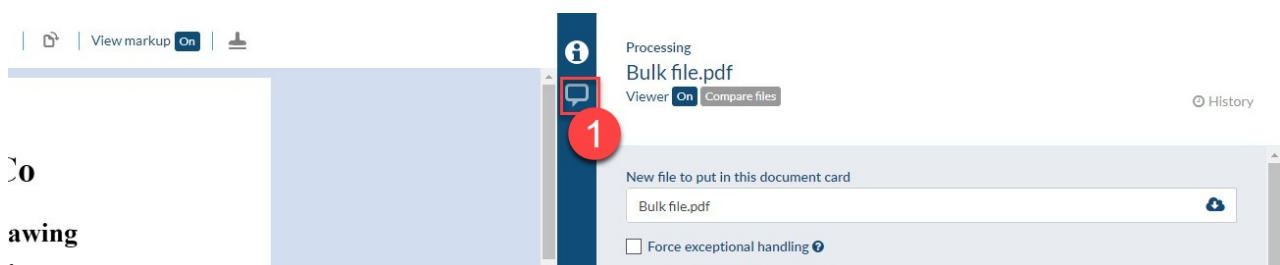 View markup On
Processing
Bulk file.pdf
Viewer On Compare files
History
1
Co
awing
New file to put in this document card
Bulk file.pdf
Force exceptional handling